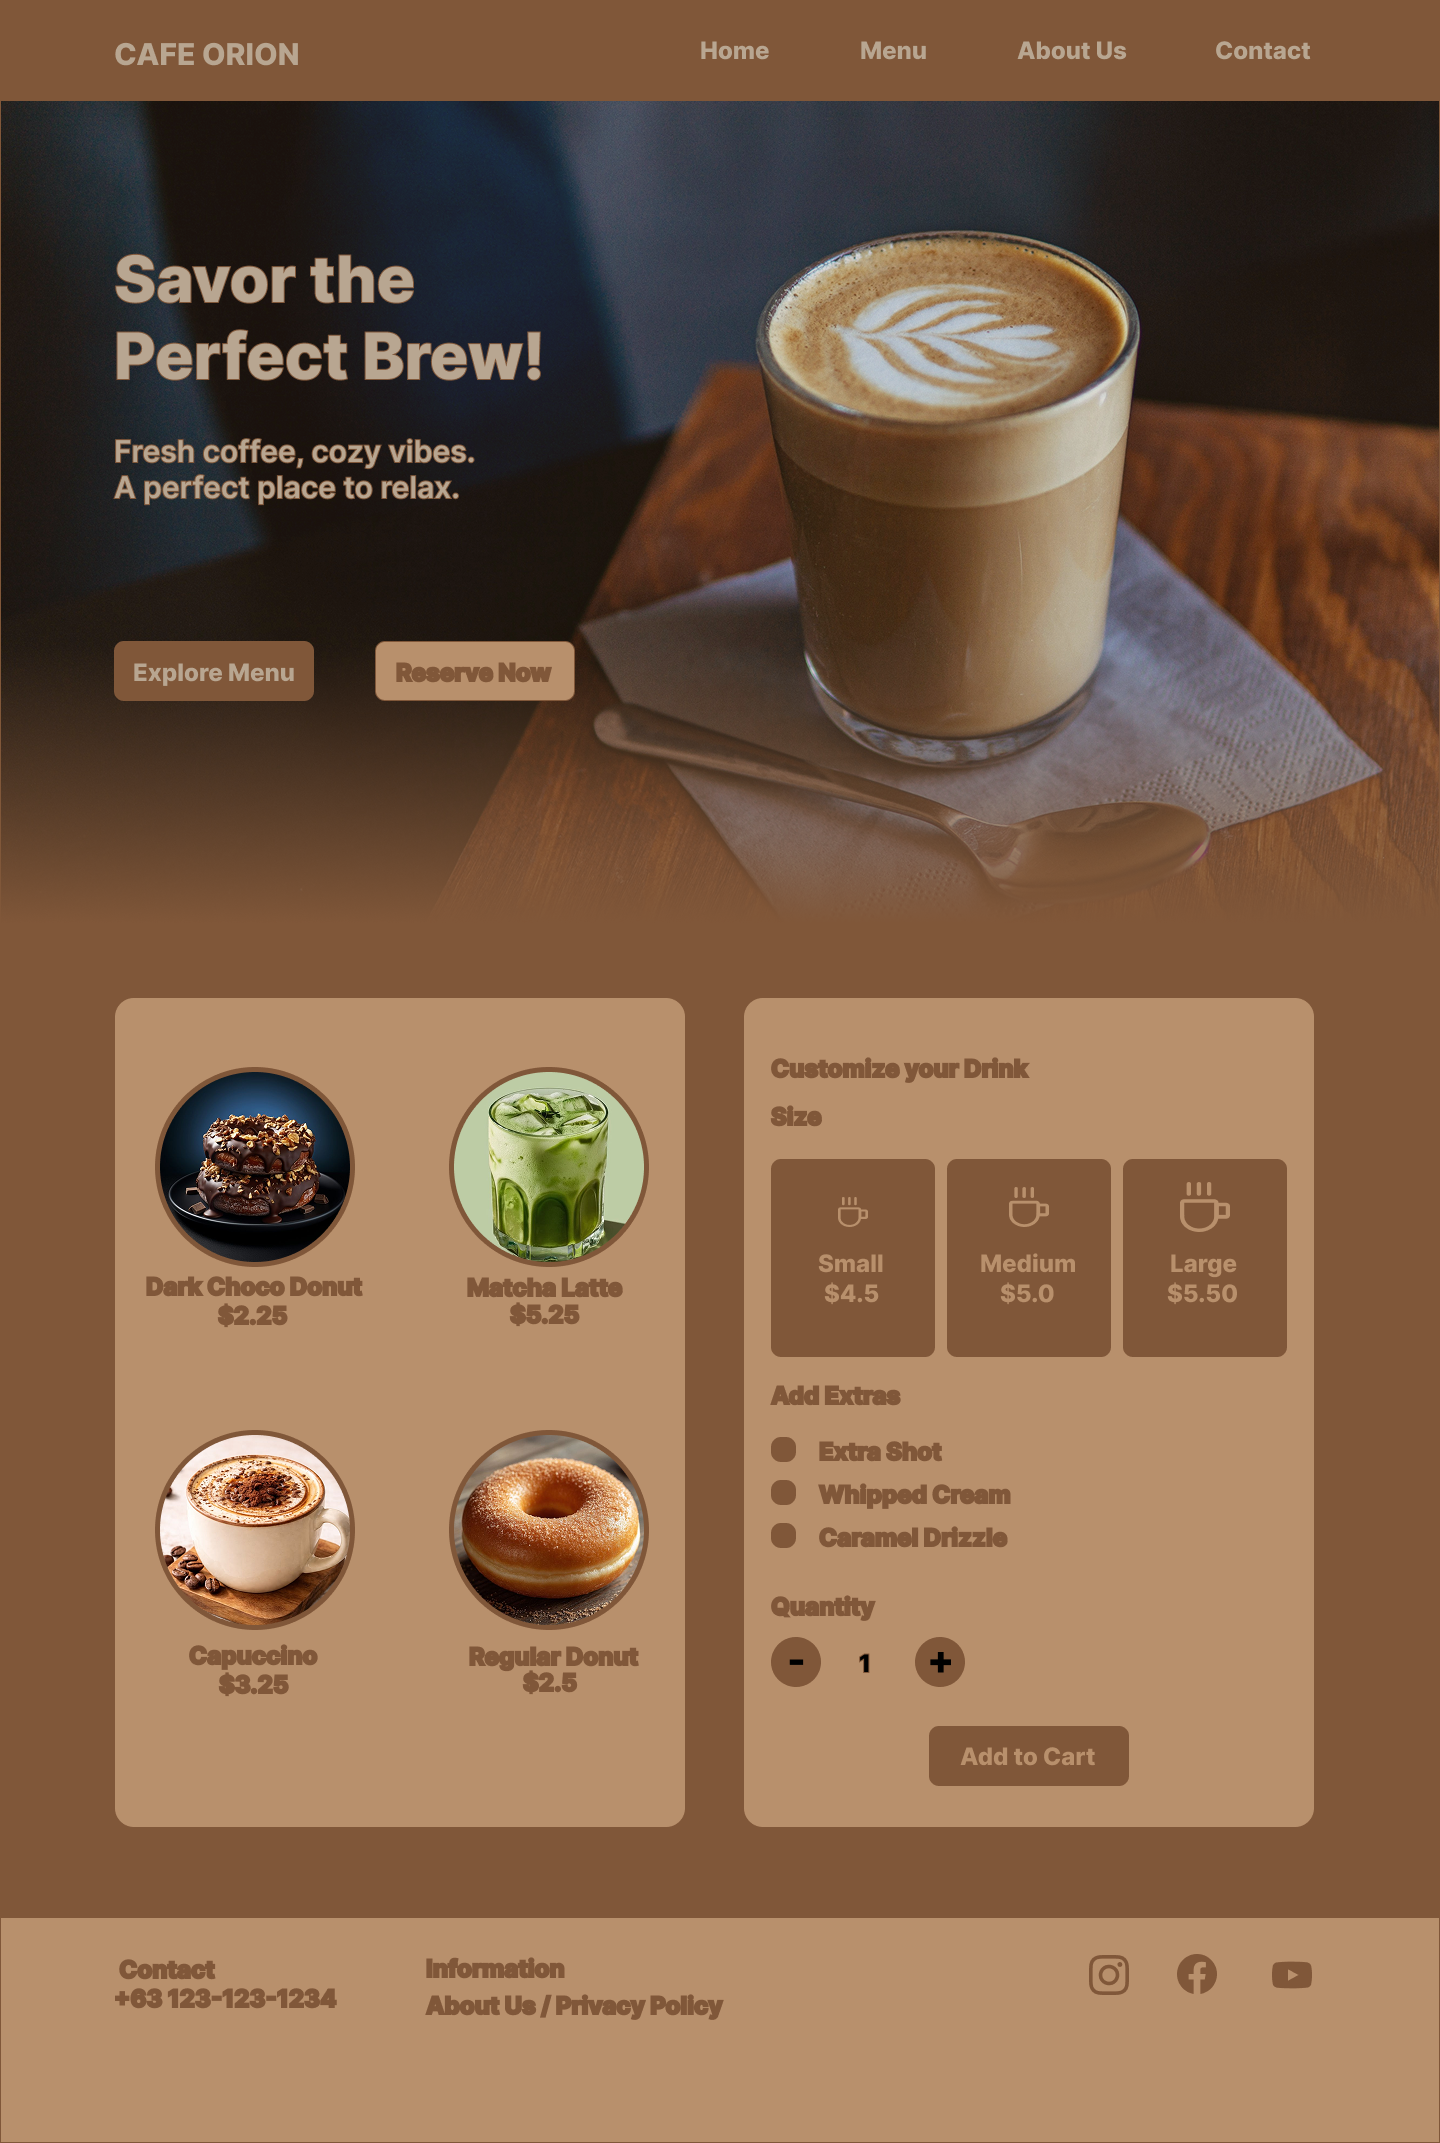 CAFE ORION
Home
Menu
About Us
Contact
Savor the
Perfect Brew!
Fresh coffee, cozy vibes.
A perfect place to relax.
Explore Menu
Reserve Now
Dark Choco Donut
$2.25
Matcha Latte
$5.25
Capuccino
$3.25
Regular Donut
$2.5
Customize your Drink
Size
Small
$4.5
Medium
$5.0
Large
$5.50
Add Extras
Extra Shot
Whipped Cream
Caramel Drizzle
Quantity
- 1 +
Add to Cart
Contact
+63 123-123-1234
Information
About Us / Privacy Policy